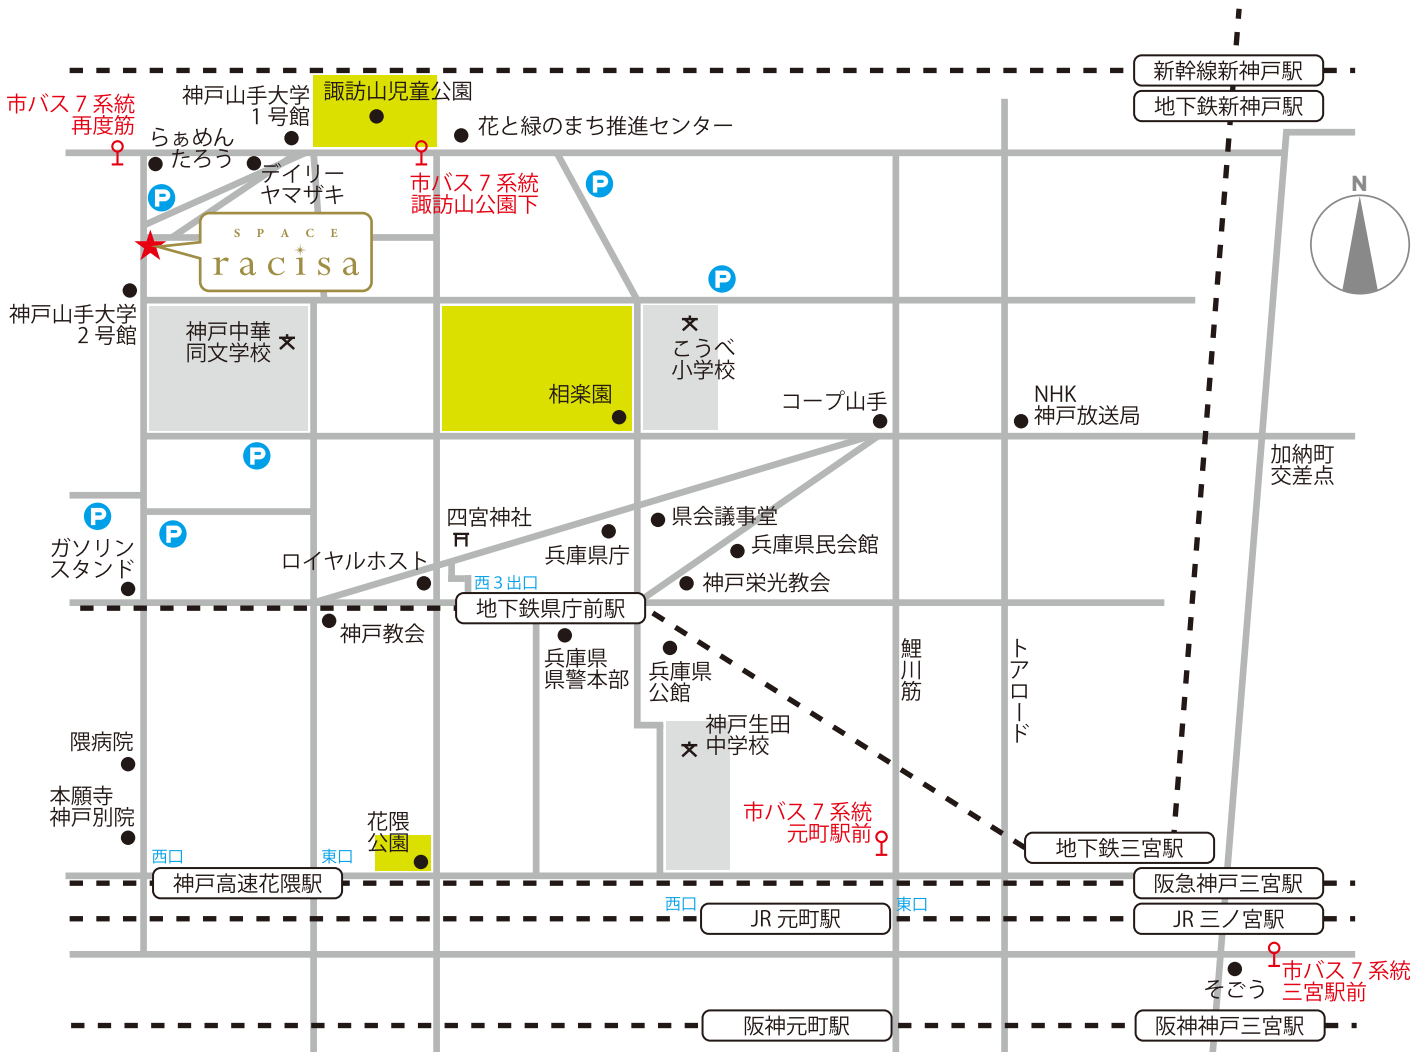 新幹線新神戸駅
地下鉄新神戸駅
市バス7系統
再度筋
神戸山手大学
1号館
諏訪山児童公園
花と緑のまち推進センター
らぁめん
たろう
デイリー
ヤマザキ
市バス7系統
諏訪山公園下
P
P
N
SPACE
racisa
P
神戸山手大学
2号館
神戸中華
同文学校
相楽園
こうべ
小学校
コープ山手
NHK
神戸放送局
加納町
交差点
P
P
P
ガソリン
スタンド
四宮神社
ロイヤルホスト
兵庫県庁
県会議事堂
兵庫県民会館
神戸栄光教会
西3出口
地下鉄県庁前駅
神戸教会
兵庫県
県警本部
兵庫県
公館
鯉川筋
トアロード
神戸生田
中学校
隈病院
本願寺
神戸別院
花隈
公園
市バス7系統
元町駅前
地下鉄三宮駅
西口
東口
神戸高速花隈駅
阪急神戸三宮駅
西口
JR 元町駅
東口
JR 三ノ宮駅
そごう
市バス7系統
三宮駅前
阪神元町駅
阪神神戸三宮駅